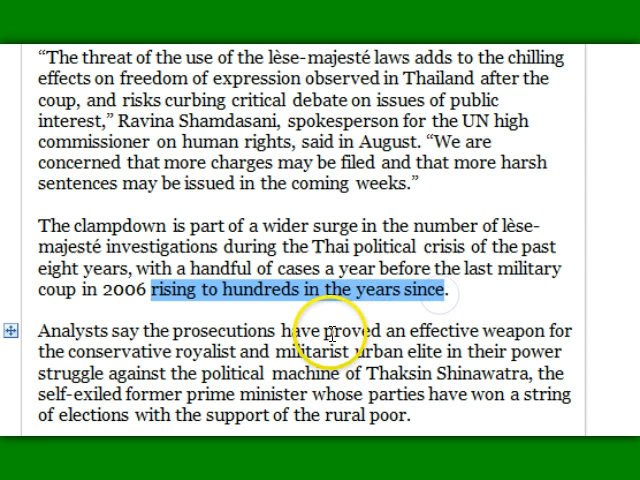 “The threat of the use of the lèse-majesté laws adds to the chilling
effects on freedom of expression observed in Thailand after the
coup, and risks curbing critical debate on issues of public
interest,” Ravina Shamdasani, spokesperson for the UN high
commissioner on human rights, said in August. “We are
concerned that more charges may be filed and that more harsh
sentences may be issued in the coming weeks.”
The clampdown is part of a wider surge in the number of lèse-
majesté investigations during the Thai political crisis of the past
eight years, with a handful of cases a year before the last military
coup in 2006 rising to hundreds in the years since.
Analysts say the prosecutions have proved an effective weapon for
the conservative royalist and militarist urban elite in their power
struggle against the political machine of Thaksin Shinawatra, the
self-exiled former prime minister whose parties have won a string
of elections with the support of the rural poor.